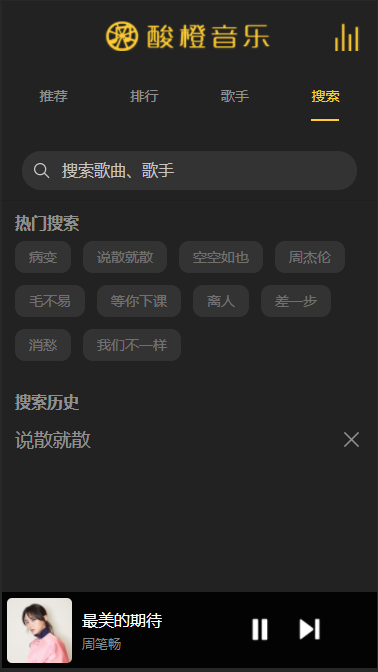 酸橙音乐
推荐 排行 歌手 搜索
搜索歌曲、歌手
热门搜索
病变 说散就散 空空如也 周杰伦
毛不易 等你下课 离人 差一步
消愁 我们不一样
搜索历史
说散就散
最美的期待
周笔畅